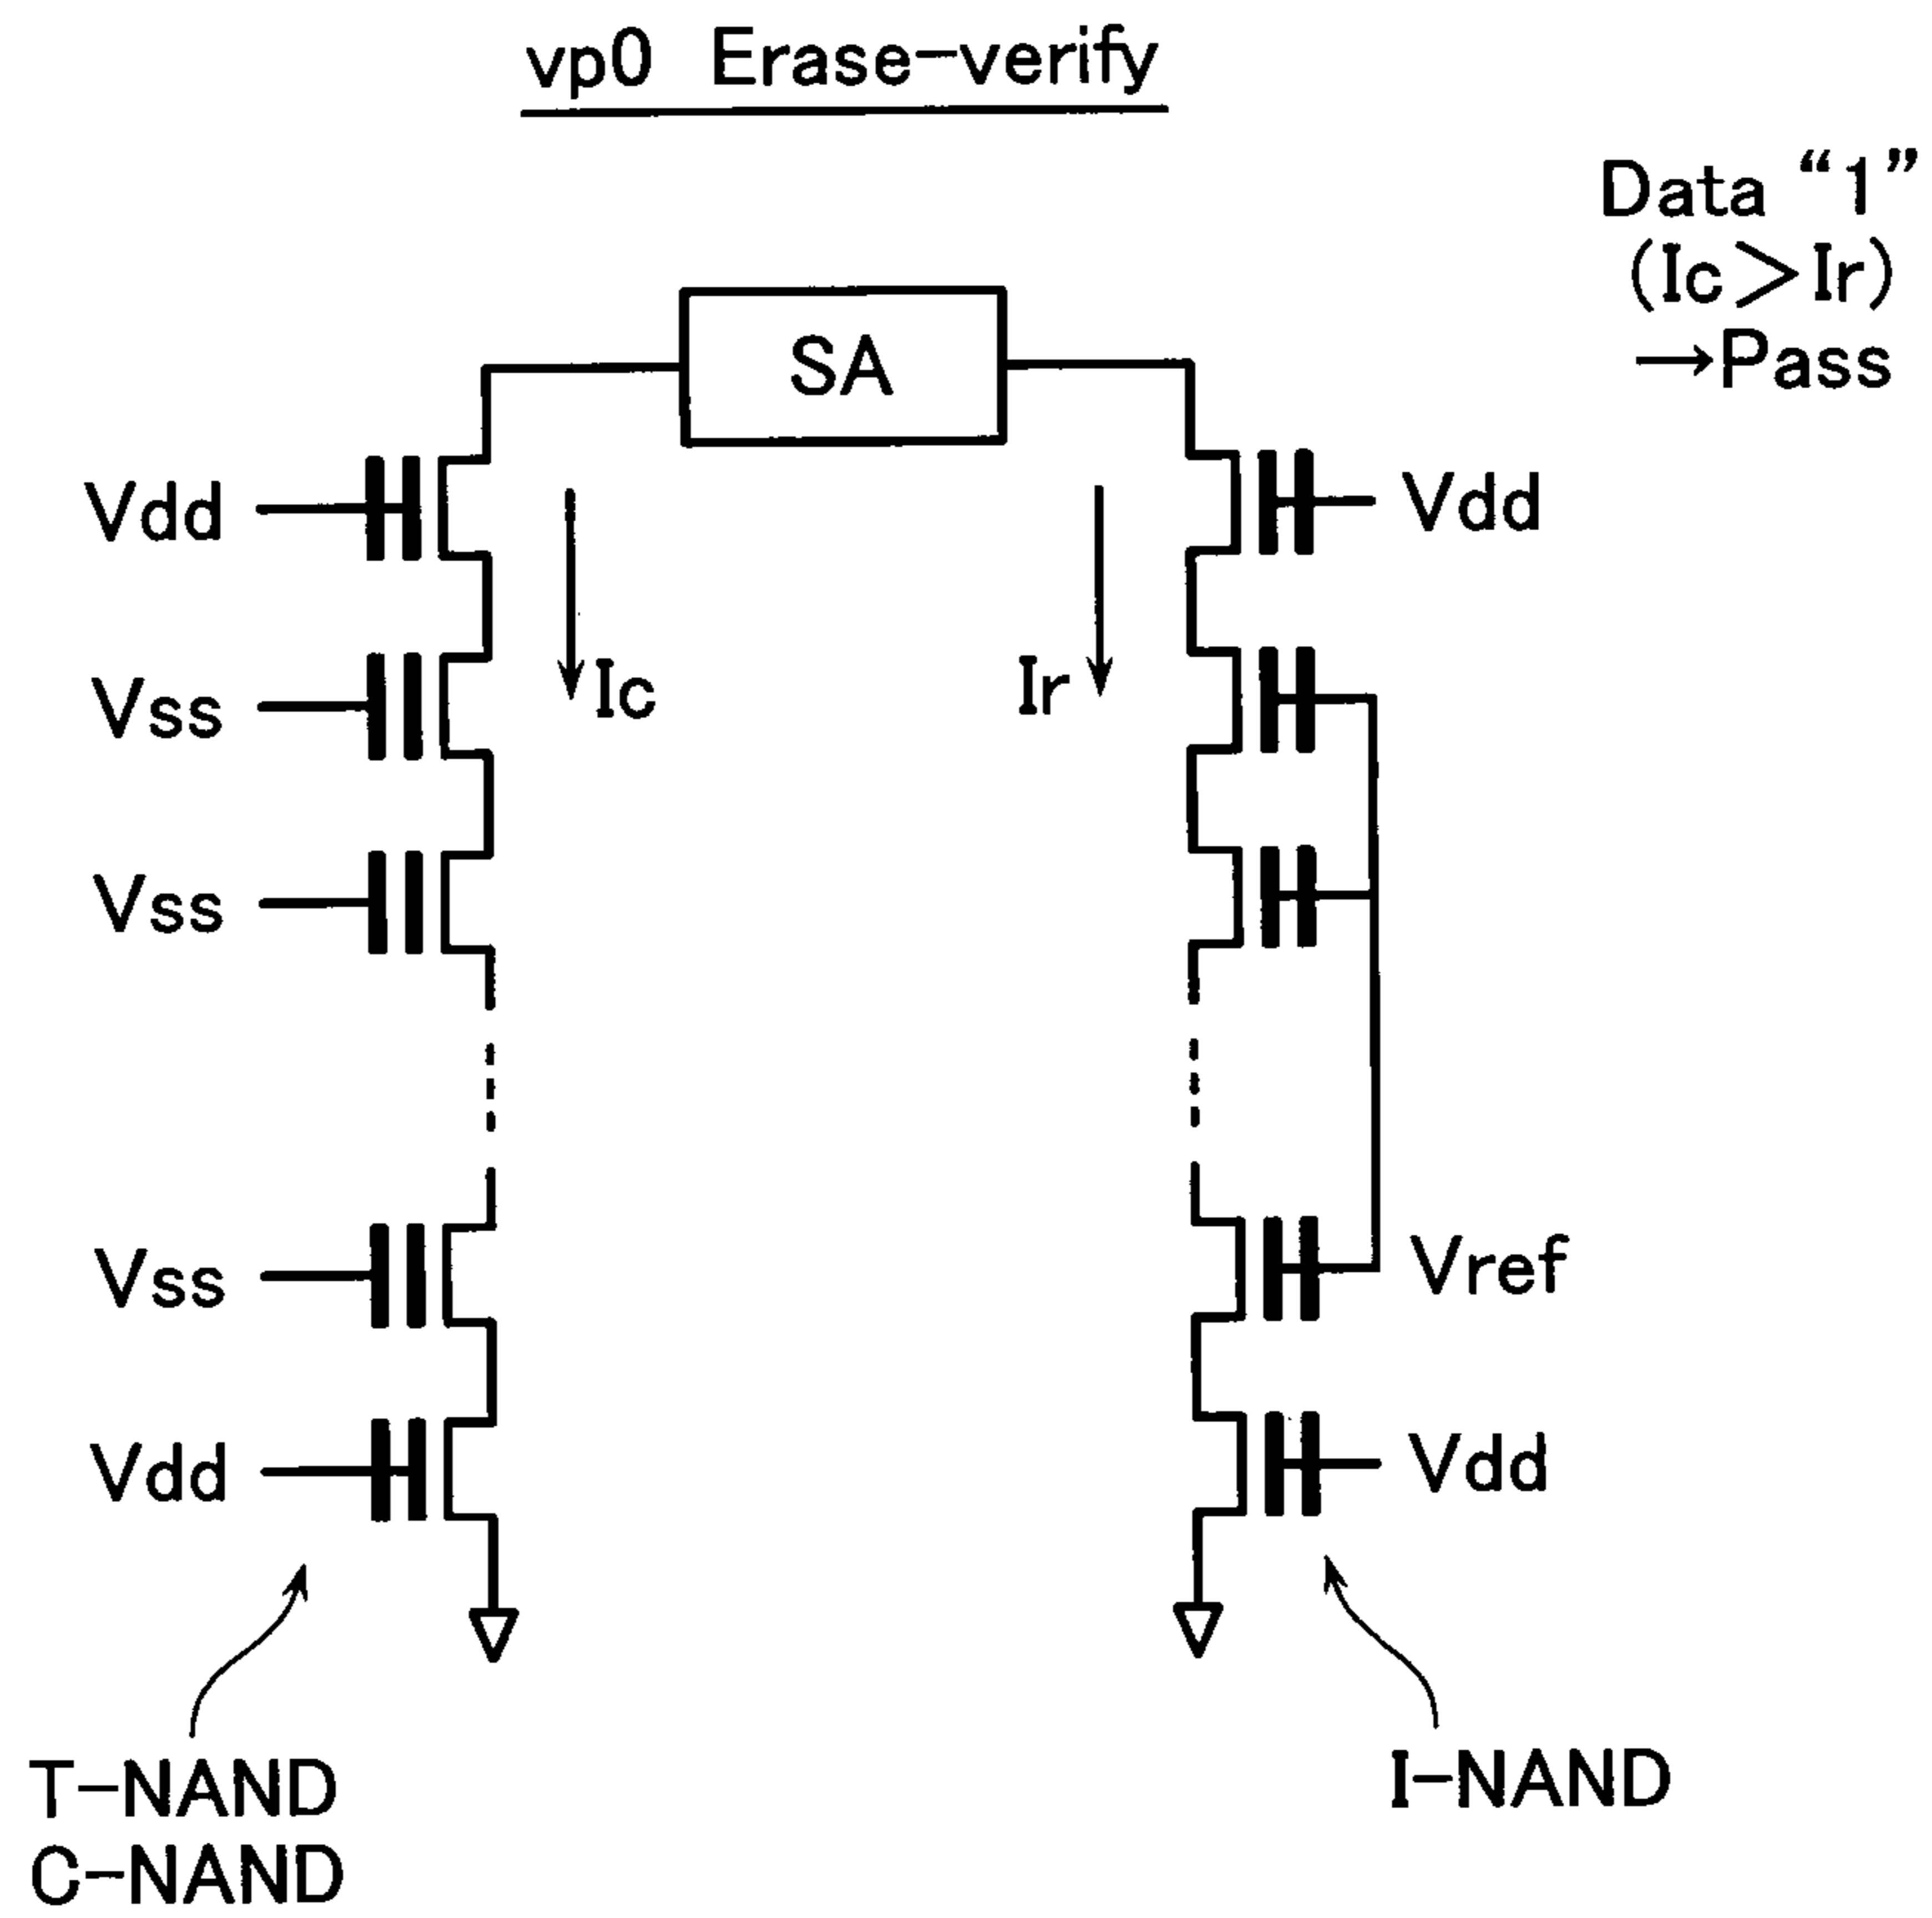 vp0 Erase-verify
Data “1”
(Ic＞Ir)
→Pass
SA
Vdd
Vdd
Vss
Ic
Ir
Vss
Vss
Vref
Vdd
Vdd
T-NAND
C-NAND
I-NAND